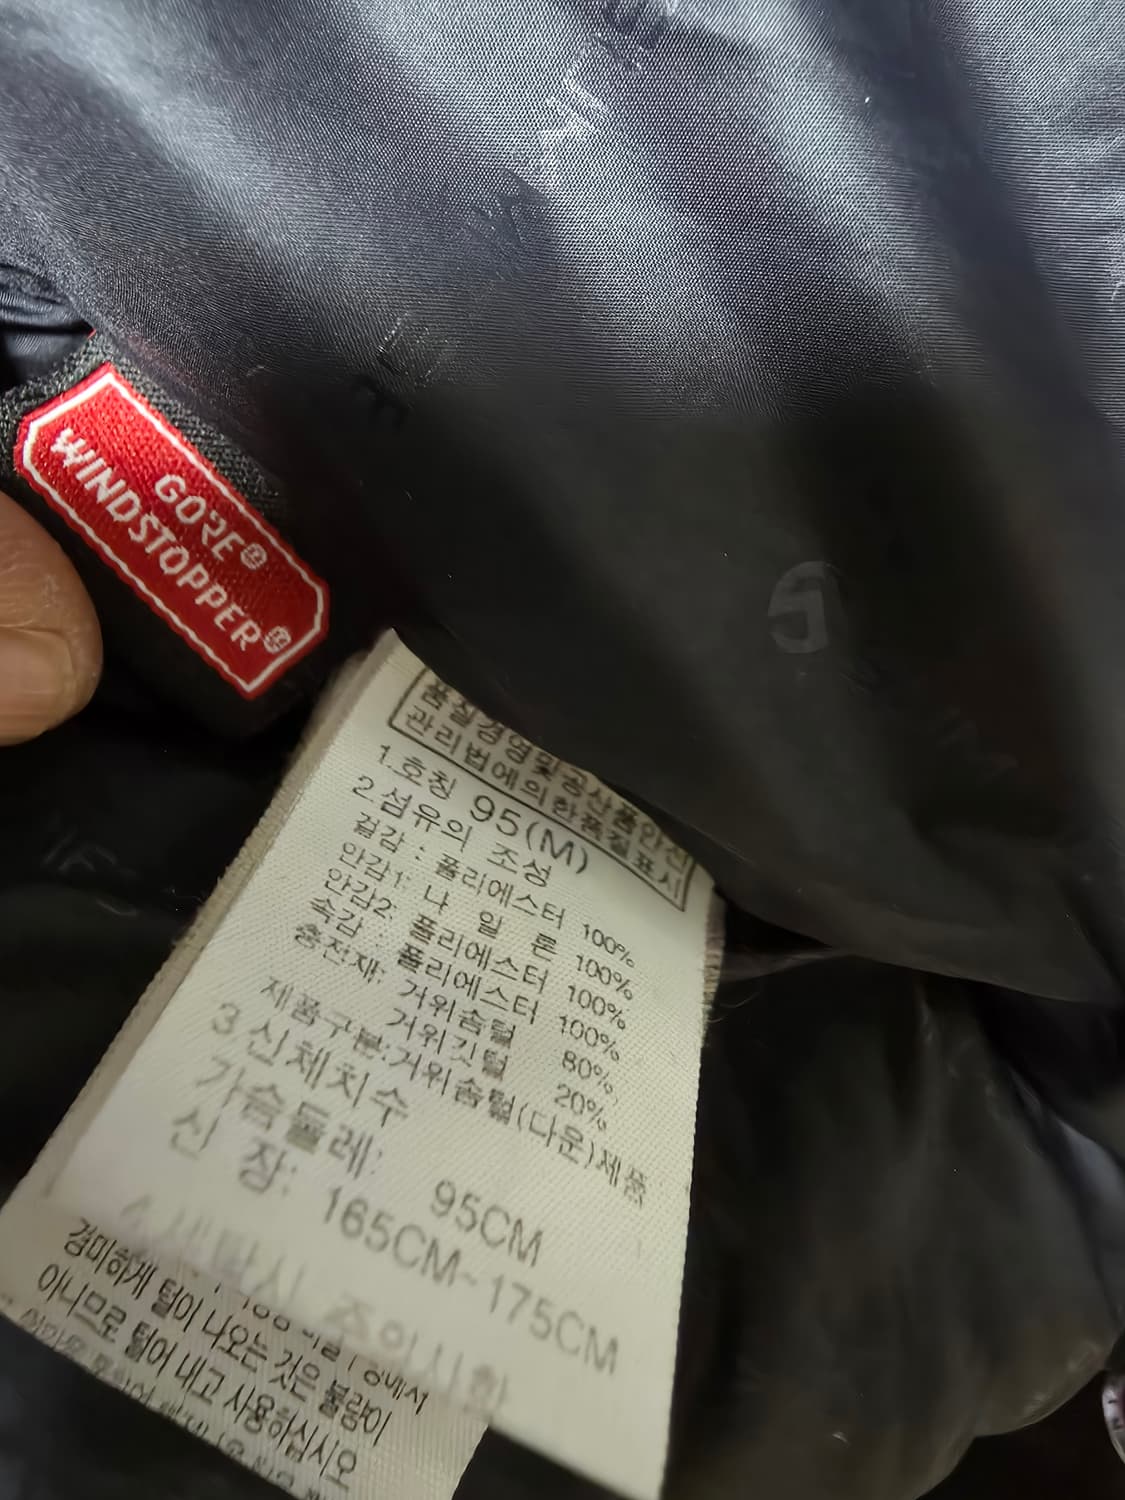 GORE®
WINDSTOPPER®
품질경영및공산품안전
관리법에의한품질표시
1.호칭 95(M)
2.섬유의 조성
겉감 : 폴리에스터 100%
안감1: 나 일 론 100%
안감2: 폴리에스터 100%
속감 : 폴리에스터 100%
충전재: 거위솜털 80%
거위깃털 20%
제품구분:거위솜털(다운)제품
3.신체치수
가슴둘레: 95CM
신 장: 165CM~175CM
경미하게 털이 나오는 것은 불량이
아니므로 털어 내고 사용하십시오